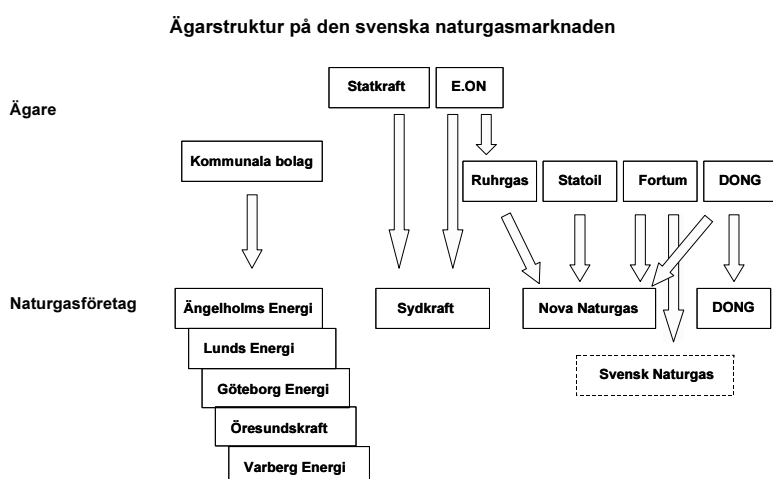 Ägarstruktur på den svenska naturgasmarknaden
Statkraft
E.ON
Ägare
Kommunala bolag
Ruhrgas
Statoil
Fortum
DONG
Naturgasföretag
Ängelholms Energi
Sydkraft
Nova Naturgas
DONG
Lunds Energi
Svensk Naturgas
Göteborg Energi
Öresundskraft
Varberg Energi